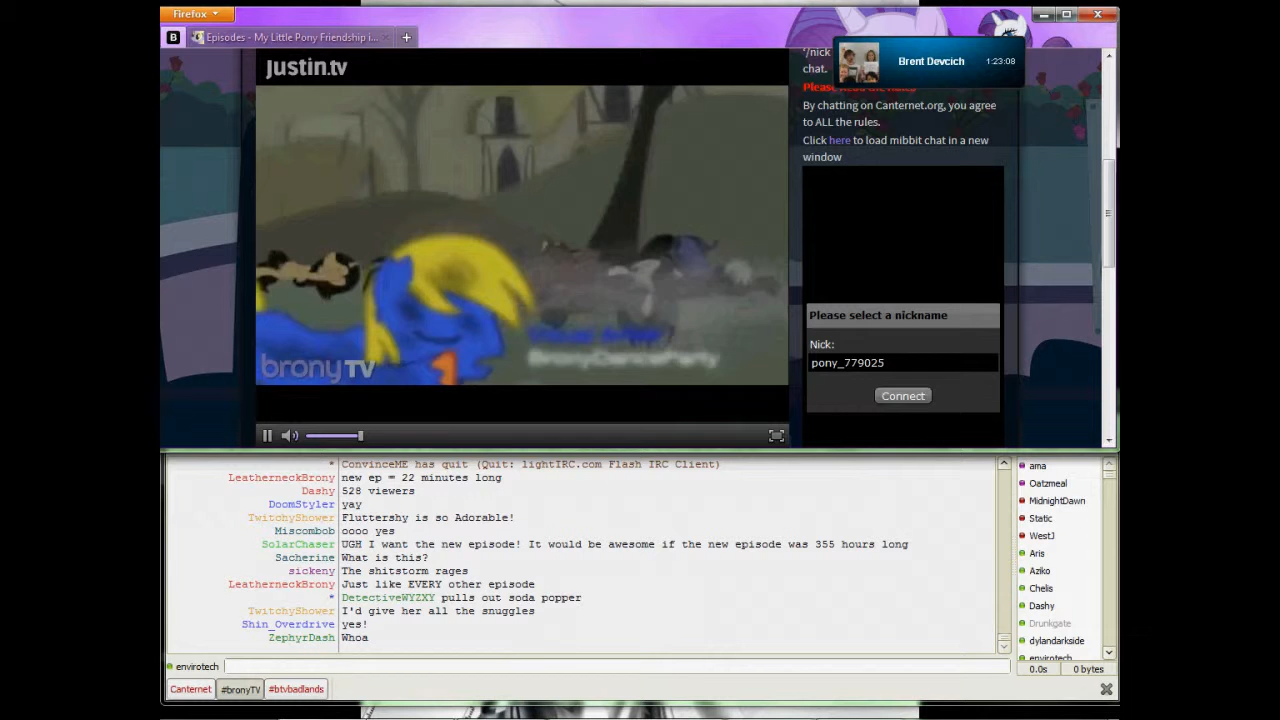 Firefox
B
Episodes - My Little Pony Friendship i...
Brent Devcich
1:23:08
Justin.tv
'/nick
chat.
By chatting on Canternet.org, you agree
to ALL the rules.
Click here to load mibbit chat in a new
window
Please select a nickname
Nick:
pony_779025
Connect
BronyDanceParty
bronyTV
* ConvinceME has quit (Quit: lightIRC.com Flash IRC Client)
LeatherneckBrony new ep = 22 minutes long
Dashy 528 viewers
DoomStyler yay
TwitchyShower Fluttershy is so Adorable!
Miscombob oooo yes
SolarChaser UGH I want the new episode! It would be awesome if the new episode was 355 hours long
Sacherine What is this?
sickeny The shitstorm rages
LeatherneckBrony Just like EVERY other episode
* DetectiveWYZXY pulls out soda popper
TwitchyShower I'd give her all the snuggles
Shin_Overdrive yes!
ZephyrDash Whoa
envirotech
Canternet
#bronyTV
#btvbadlands
ama
Oatzmeal
MidnightDawn
Static
WestJ
Aris
Aziko
Chelis
Dashy
Drunkgate
dylandarkside
envirotech
0.0s
0 bytes